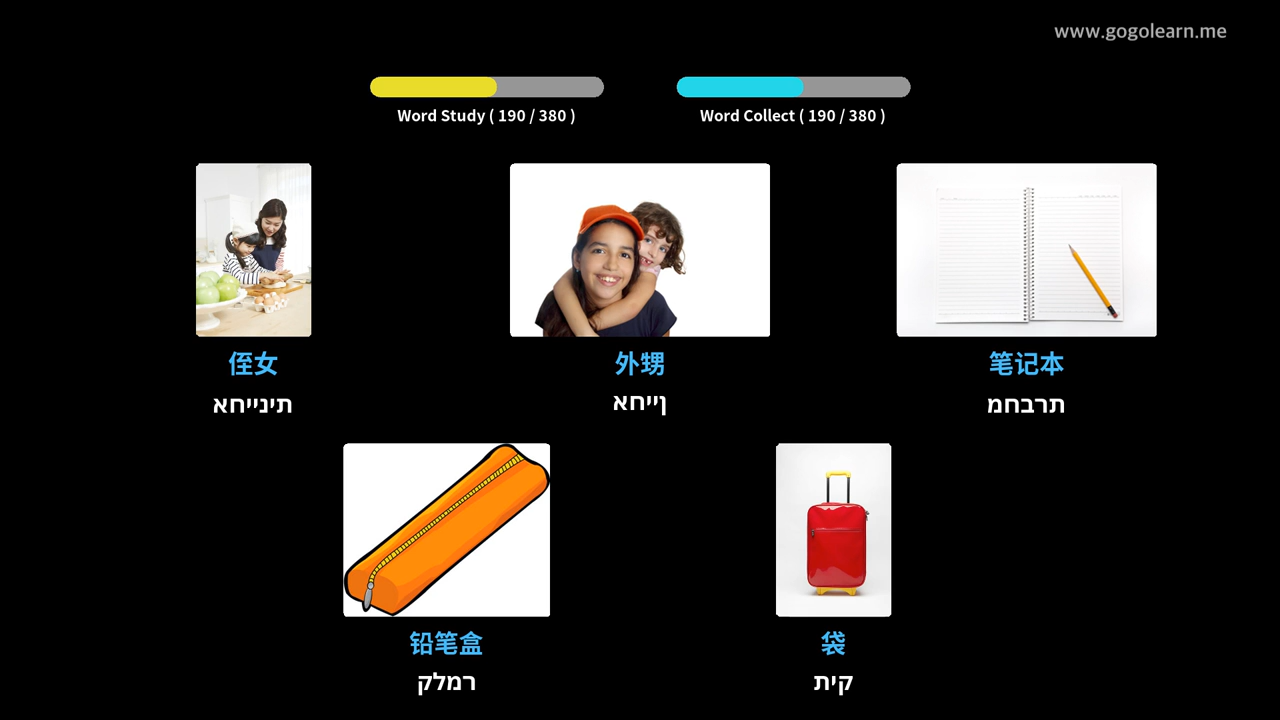 www.gogolearn.me
Word Study ( 190 / 380 )
Word Collect ( 190 / 380 )
侄女
אחיינית
外甥
אחיין
笔记本
מחברת
铅笔盒
קלמר
袋
תיק